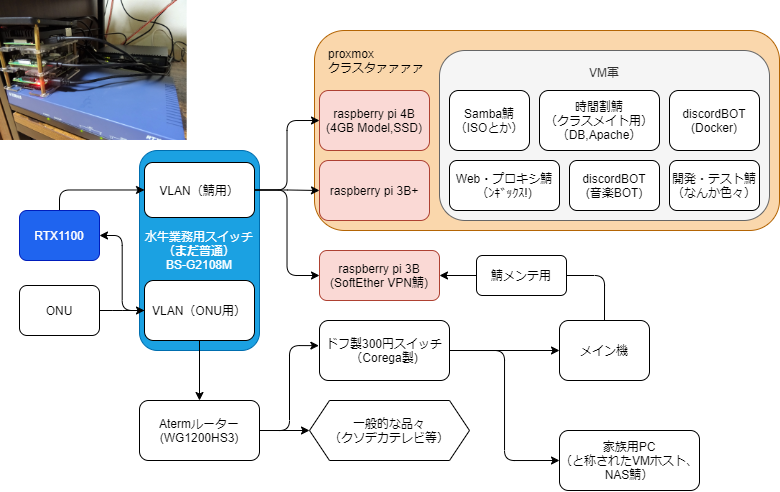 proxmox
クラスタァァァァ
VM軍
raspberry pi 4B
(4GB Model,SSD)
Samba鯖
(ISOとか)
時間割鯖
(クラスメイト用)
(DB,Apache)
discordBOT
(Docker)
raspberry pi 3B+
Web・プロキシ鯖
(ﾝｷﾞｯｸｽ!)
discordBOT
(音楽BOT)
開発・テスト鯖
(なんか色々)
VLAN（鯖用）
RTX1100
水牛業務用スイッチ
（まだ普通）
BS-G2108M
raspberry pi 3B
(SoftEther VPN鯖)
鯖メンテ用
ONU
VLAN（ONU用）
ドフ製300円スイッチ
（Corega製)
メイン機
Atermルーター
(WG1200HS3)
一般的な品々
（クソデカテレビ等）
家族用PC
（と称されたVMホスト、
NAS鯖）